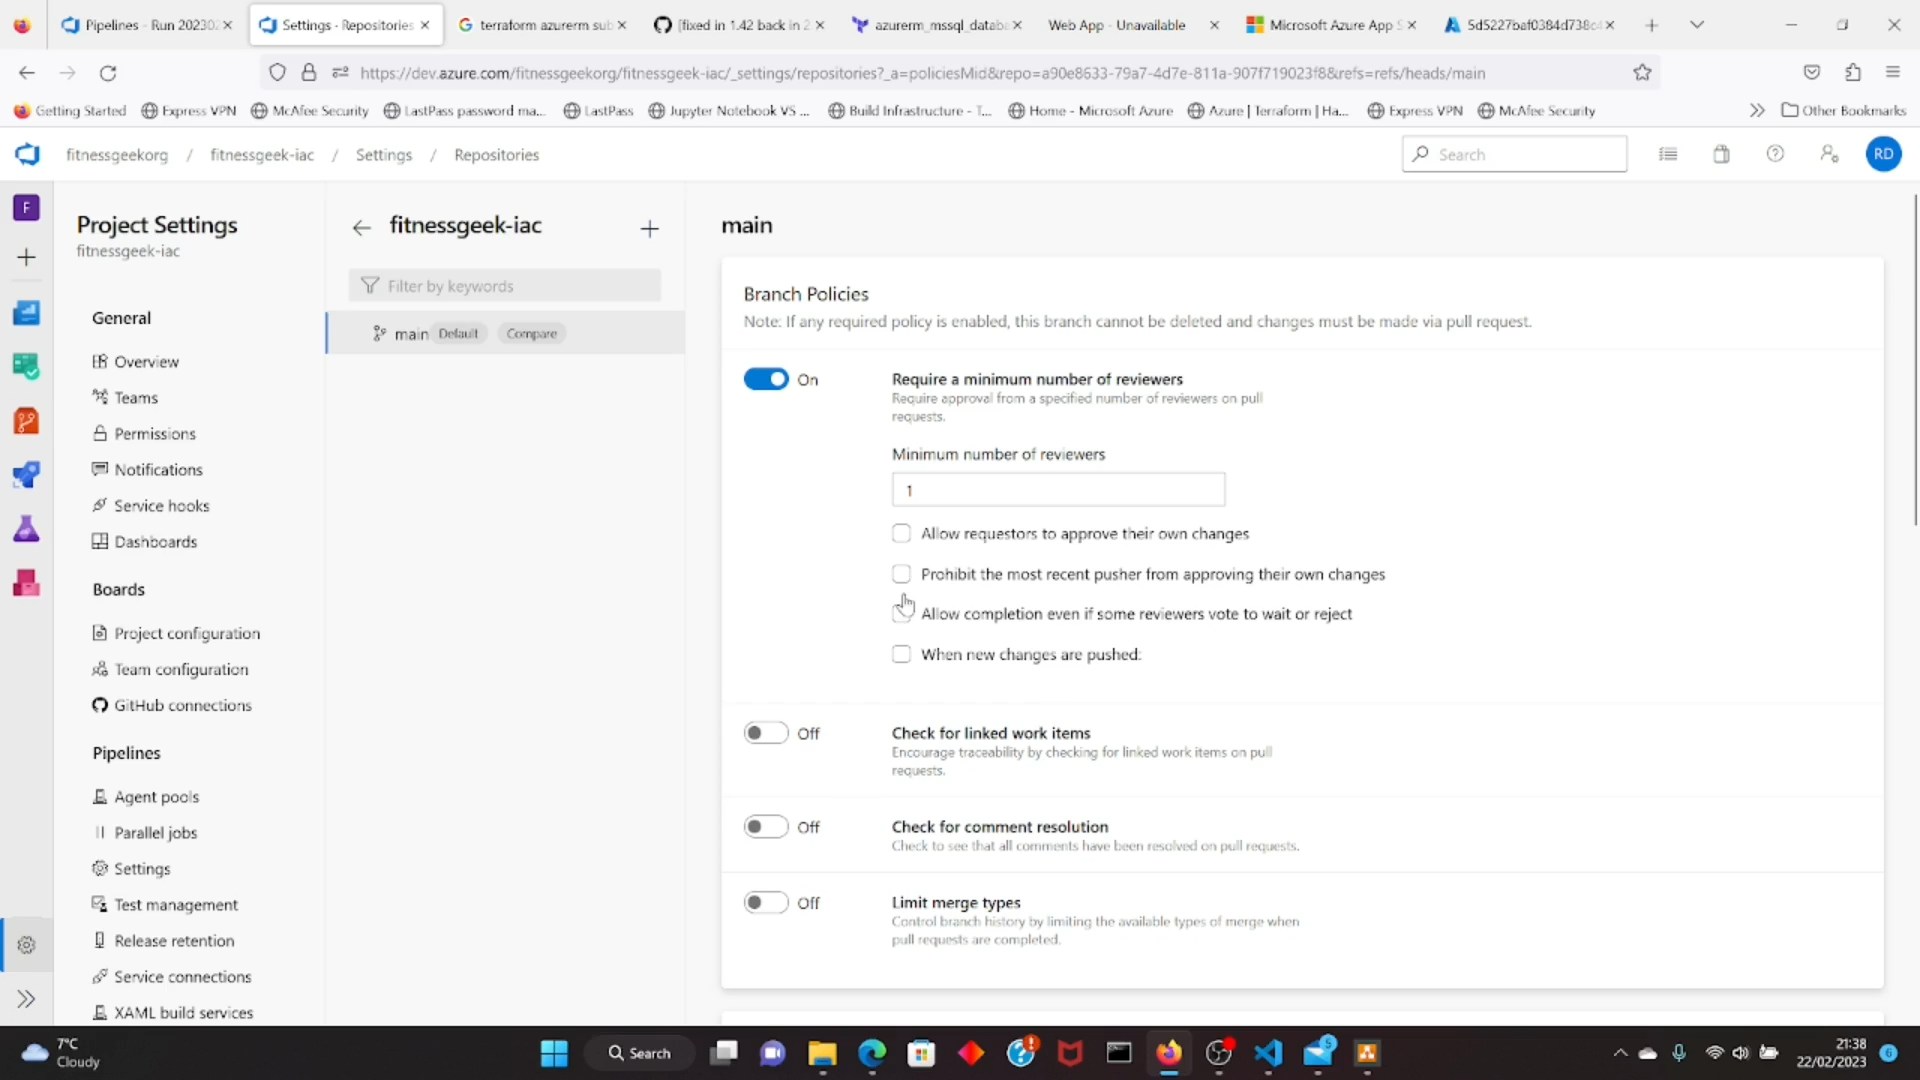 Pipelines - Run 20230
Settings - Repositories
terraform azurerm sub
[fixed in 1.42 back in 2
azurerm_mssql_databa
Web App - Unavailable
Microsoft Azure App S
5d5227baf0384d738c
https://dev.azure.com/fitnessgeekorg/fitnessgeek-iac/_settings/repositories?_a=policiesMid&repo=a90e8633-79a7-4d7e-811a-907f719023f8&refs=refs/heads/main
Getting Started
Express VPN
McAfee Security
LastPass password ma...
LastPass
Jupyter Notebook VS ...
Build Infrastructure - T...
Home - Microsoft Azure
Azure | Terraform | Ha...
Express VPN
McAfee Security
Other Bookmarks
fitnessgeekorg / fitnessgeek-iac / Settings / Repositories
Search
RD
F
Project Settings
fitnessgeek-iac
General
Overview
Teams
Permissions
Notifications
Service hooks
Dashboards
Boards
Project configuration
Team configuration
GitHub connections
Pipelines
Agent pools
Parallel jobs
Settings
Test management
Release retention
Service connections
XAML build services
fitnessgeek-iac
Filter by keywords
main Default Compare
main
Branch Policies
Note: If any required policy is enabled, this branch cannot be deleted and changes must be made via pull request.
On
Require a minimum number of reviewers
Require approval from a specified number of reviewers on pull
requests.
Minimum number of reviewers
1
Allow requestors to approve their own changes
Prohibit the most recent pusher from approving their own changes
Allow completion even if some reviewers vote to wait or reject
When new changes are pushed:
Off
Check for linked work items
Encourage traceability by checking for linked work items on pull
requests.
Off
Check for comment resolution
Check to see that all comments have been resolved on pull requests.
Off
Limit merge types
Control branch history by limiting the available types of merge when
pull requests are completed.
7°C
Cloudy
Search
5
21:38
22/02/2023
6